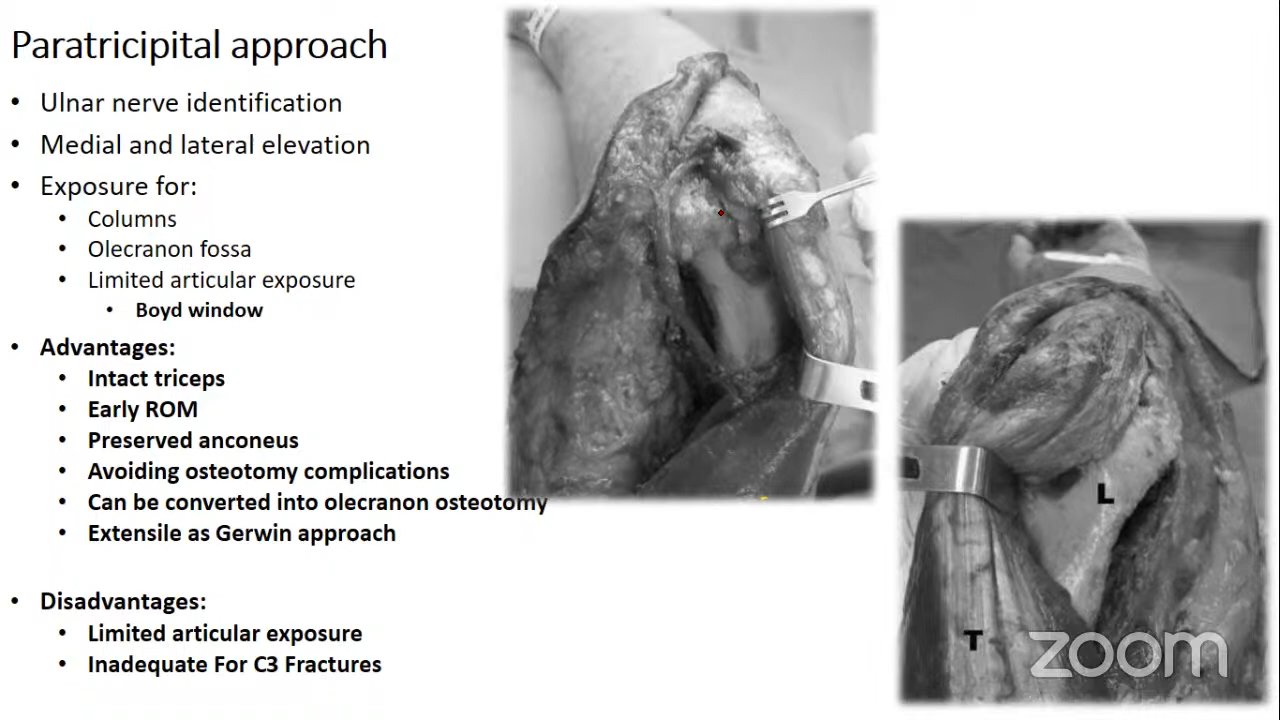 Paratricipital approach
• Ulnar nerve identification
• Medial and lateral elevation
• Exposure for:
• Columns
• Olecranon fossa
• Limited articular exposure
• Boyd window
• Advantages:
• Intact triceps
• Early ROM
• Preserved anconeus
• Avoiding osteotomy complications
• Can be converted into olecranon osteotomy
• Extensile as Gerwin approach
• Disadvantages:
• Limited articular exposure
• Inadequate For C3 Fractures
L
T
zoom